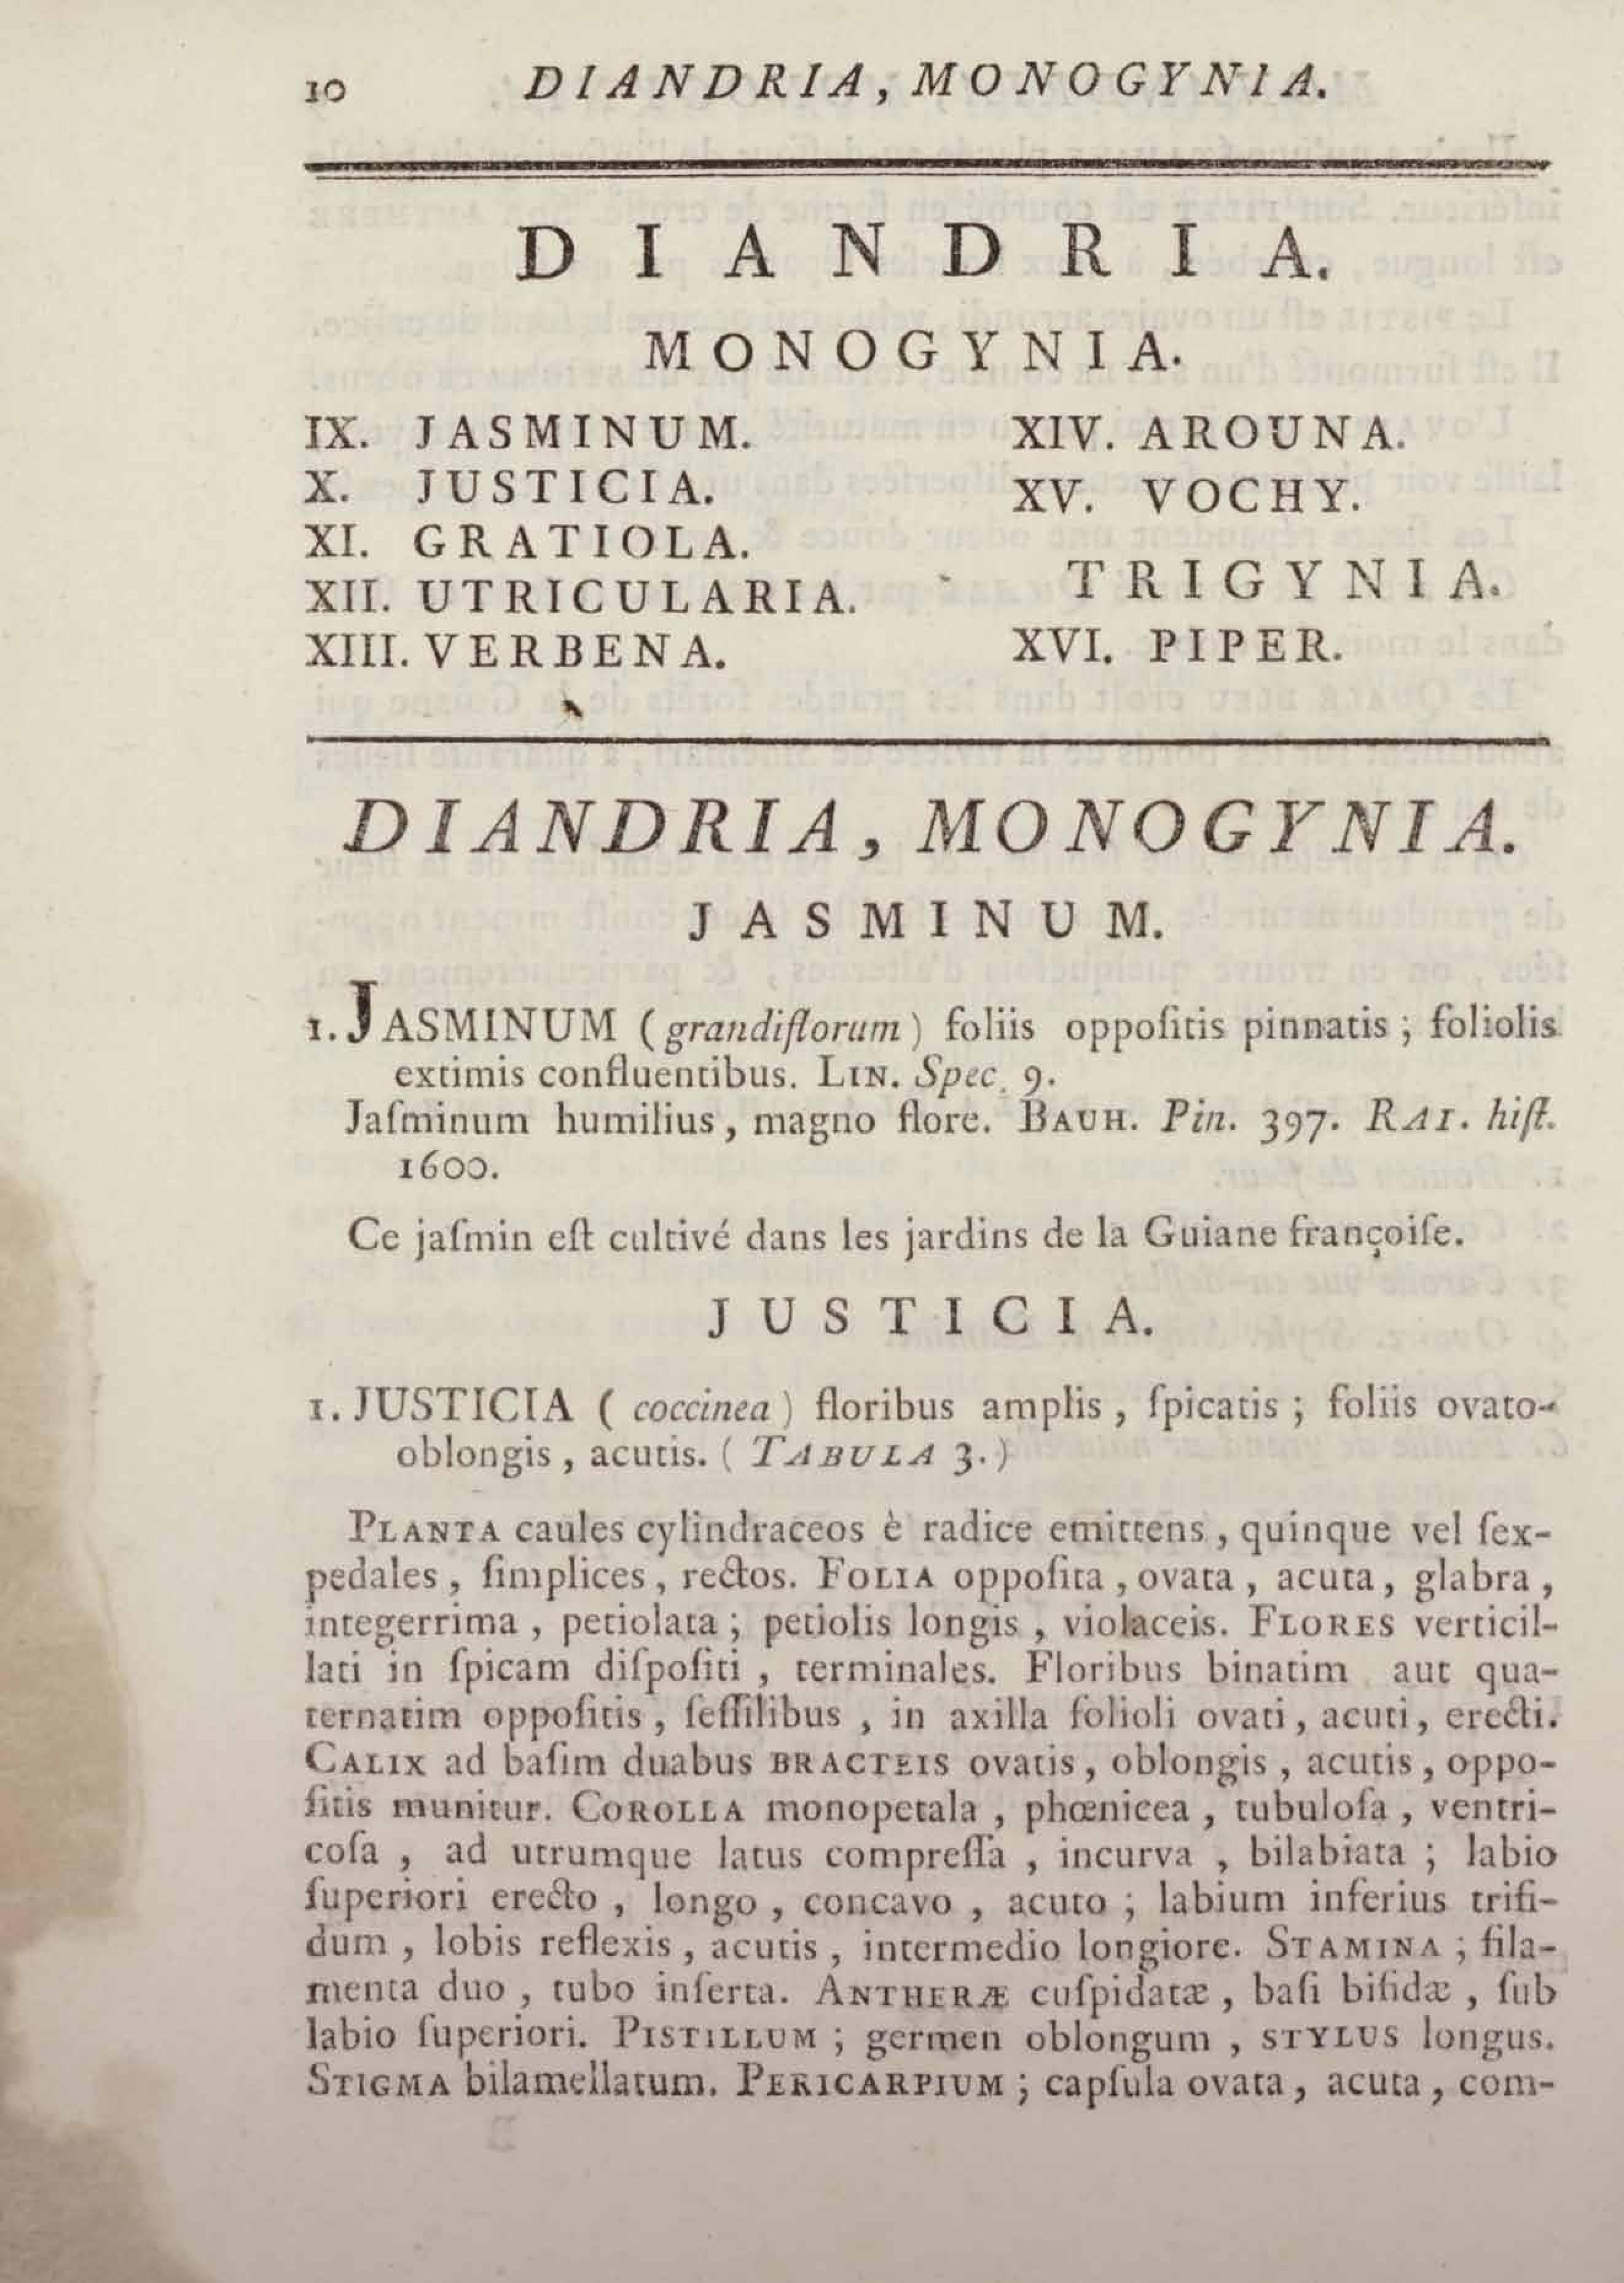 10 DIANDRIA, MONOGYNIA.
DIANDRIA.
MONOGYNIA.
IX. JASMINUM.
X. JUSTICIA.
XI. GRATIOLA.
XII. UTRICULARIA.
XIII. VERBENA.
XIV. AROUNA.
XV. VOCHY.
TRIGYNIA.
XVI. PIPER.
DIANDRIA, MONOGYNIA.
JASMINUM.
1. JASMINUM (grandiflorum) foliis oppoſitis pinnatis ; foliolis
extimis confluentibus. LIN. Spec. 9.
Jaſminum humilius, magno flore. BAUH. Pin. 397. RAI. hiſt.
1600.
Ce jaſmin eſt cultivé dans les jardins de la Guiane françoiſe.
JUSTICIA.
1. JUSTICIA ( coccinea ) floribus amplis , ſpicatis ; foliis ovato-
oblongis , acutis. ( TABULA 3. )
PLANTA caules cylindraceos è radice emittens , quinque vel ſex-
pedales , ſimplices , rectos. FOLIA oppoſita , ovata , acuta , glabra ,
integerrima , petiolata ; petiolis longis , violaceis. FLORES verticil-
lati in ſpicam diſpoſiti , terminales. Floribus binatim aut qua-
ternatim oppoſitis , ſeſſilibus , in axilla folioli ovati , acuti , erecti.
CALIX ad baſim duabus BRACTEIS ovatis , oblongis , acutis , oppo-
ſitis munitur. COROLLA monopetala , phœnicea , tubuloſa , ventri-
coſa , ad utrumque latus compreſſa , incurva , bilabiata ; labio
ſuperiori erecto , longo , concavo , acuto ; labium inferius trifi-
dum , lobis reflexis , acutis , intermedio longiore. STAMINA ; fila-
menta duo , tubo inſerta. ANTHERÆ cuſpidatæ , baſi bifidæ , ſub
labio ſuperiori. PISTILLUM ; germen oblongum , STYLUS longus.
STIGMA bilamellatum. PERICARPIUM ; capſula ovata , acuta , com-